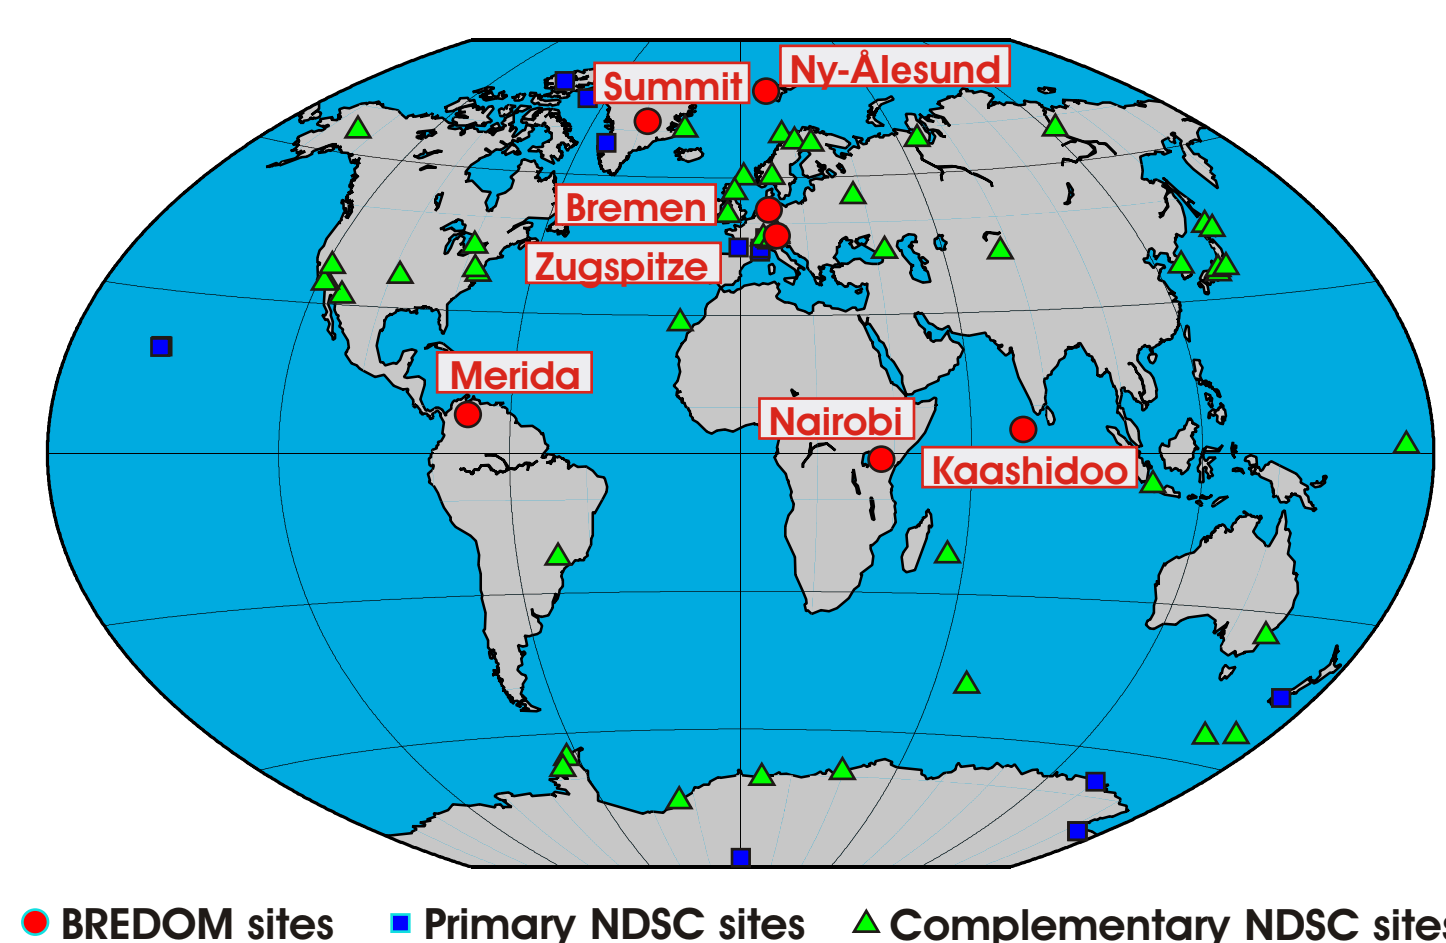 Ny-Ålesund
Summit
Bremen
Zugspitze
Merida
Nairobi
Kaashidoo
BREDOM sites
Primary NDSC sites
Complementary NDSC sites